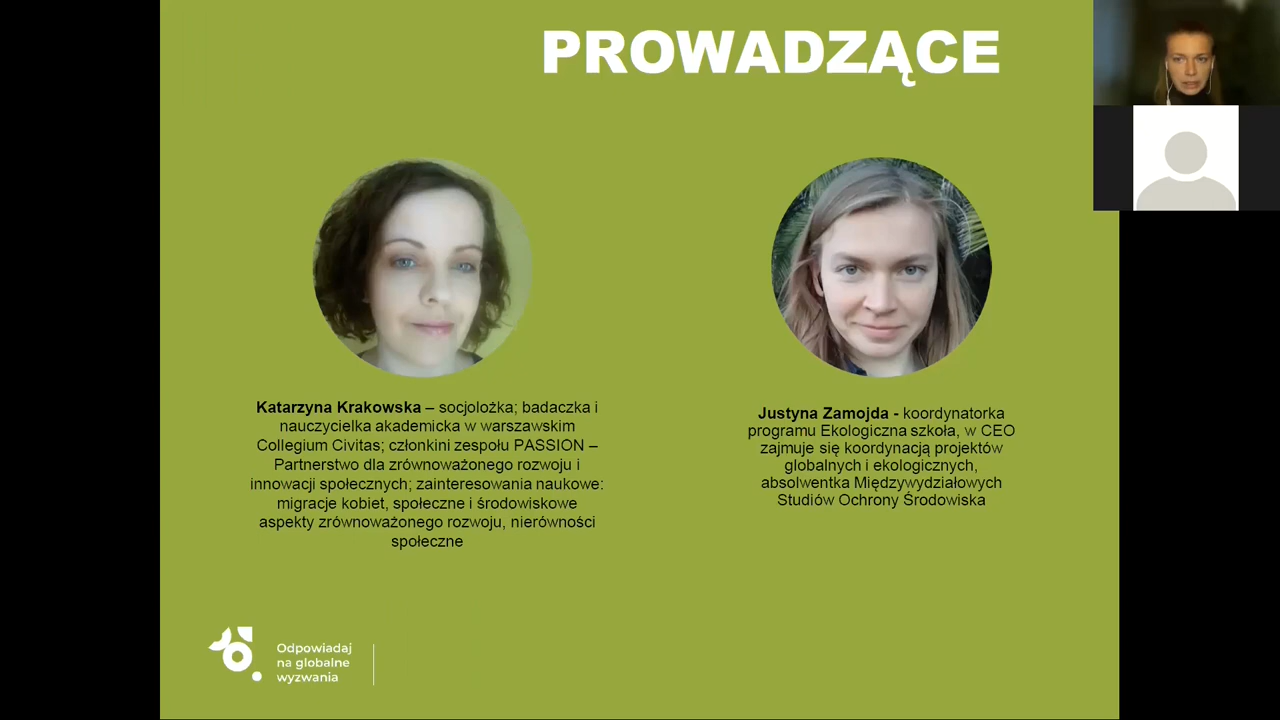 PROWADZĄCE
Katarzyna Krakowska – socjolożka; badaczka i
nauczycielka akademicka w warszawskim
Collegium Civitas; członkini zespołu PASSION –
Partnerstwo dla zrównoważonego rozwoju i
innowacji społecznych; zainteresowania naukowe:
migracje kobiet, społeczne i środowiskowe
aspekty zrównoważonego rozwoju, nierówności
społeczne
Justyna Zamojda - koordynatorka
programu Ekologiczna szkoła, w CEO
zajmuje się koordynacją projektów
globalnych i ekologicznych,
absolwentka Międzywydziałowych
Studiów Ochrony Środowiska
Odpowiadaj
na globalne
wyzwania